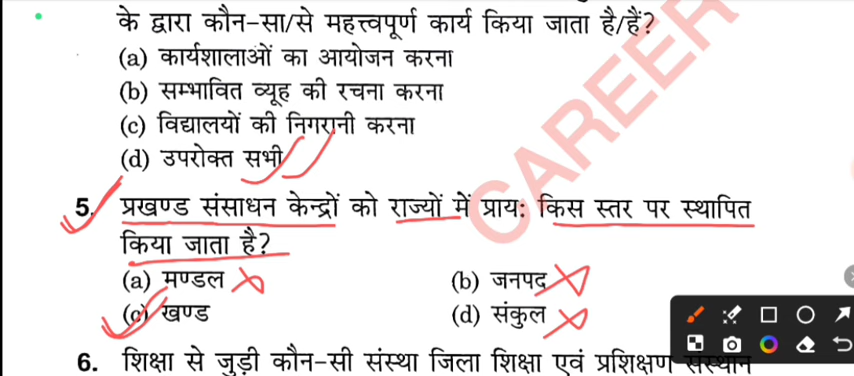 के द्वारा कौन-सा/से महत्त्वपूर्ण कार्य किया जाता है/हैं?
(a) कार्यशालाओं का आयोजन करना
(b) सम्भावित व्यूह की रचना करना
(c) विद्यालयों की निगरानी करना
(d) उपरोक्त सभी
5. प्रखण्ड संसाधन केन्द्रों को राज्यों में प्राय: किस स्तर पर स्थापित
किया जाता है?
(a) मण्डल (b) जनपद
(c) खण्ड (d) संकुल
6. शिक्षा से जुड़ी कौन-सी संस्था जिला शिक्षा एवं प्रशिक्षण संस्थान
CAREER